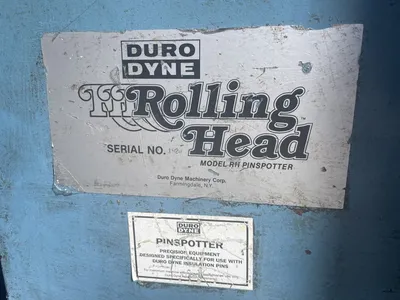 DURO
DYNE
Rolling
Head
SERIAL NO.
MODEL RH PINSPOTTER
Duro Dyne Machinery Corp.
Farmingdale, N.Y.
DURO
DYNE
PINSPOTTER
PRECISION EQUIPMENT
DESIGNED SPECIFICALLY FOR USE WITH
DURO DYNE INSULATION PINS